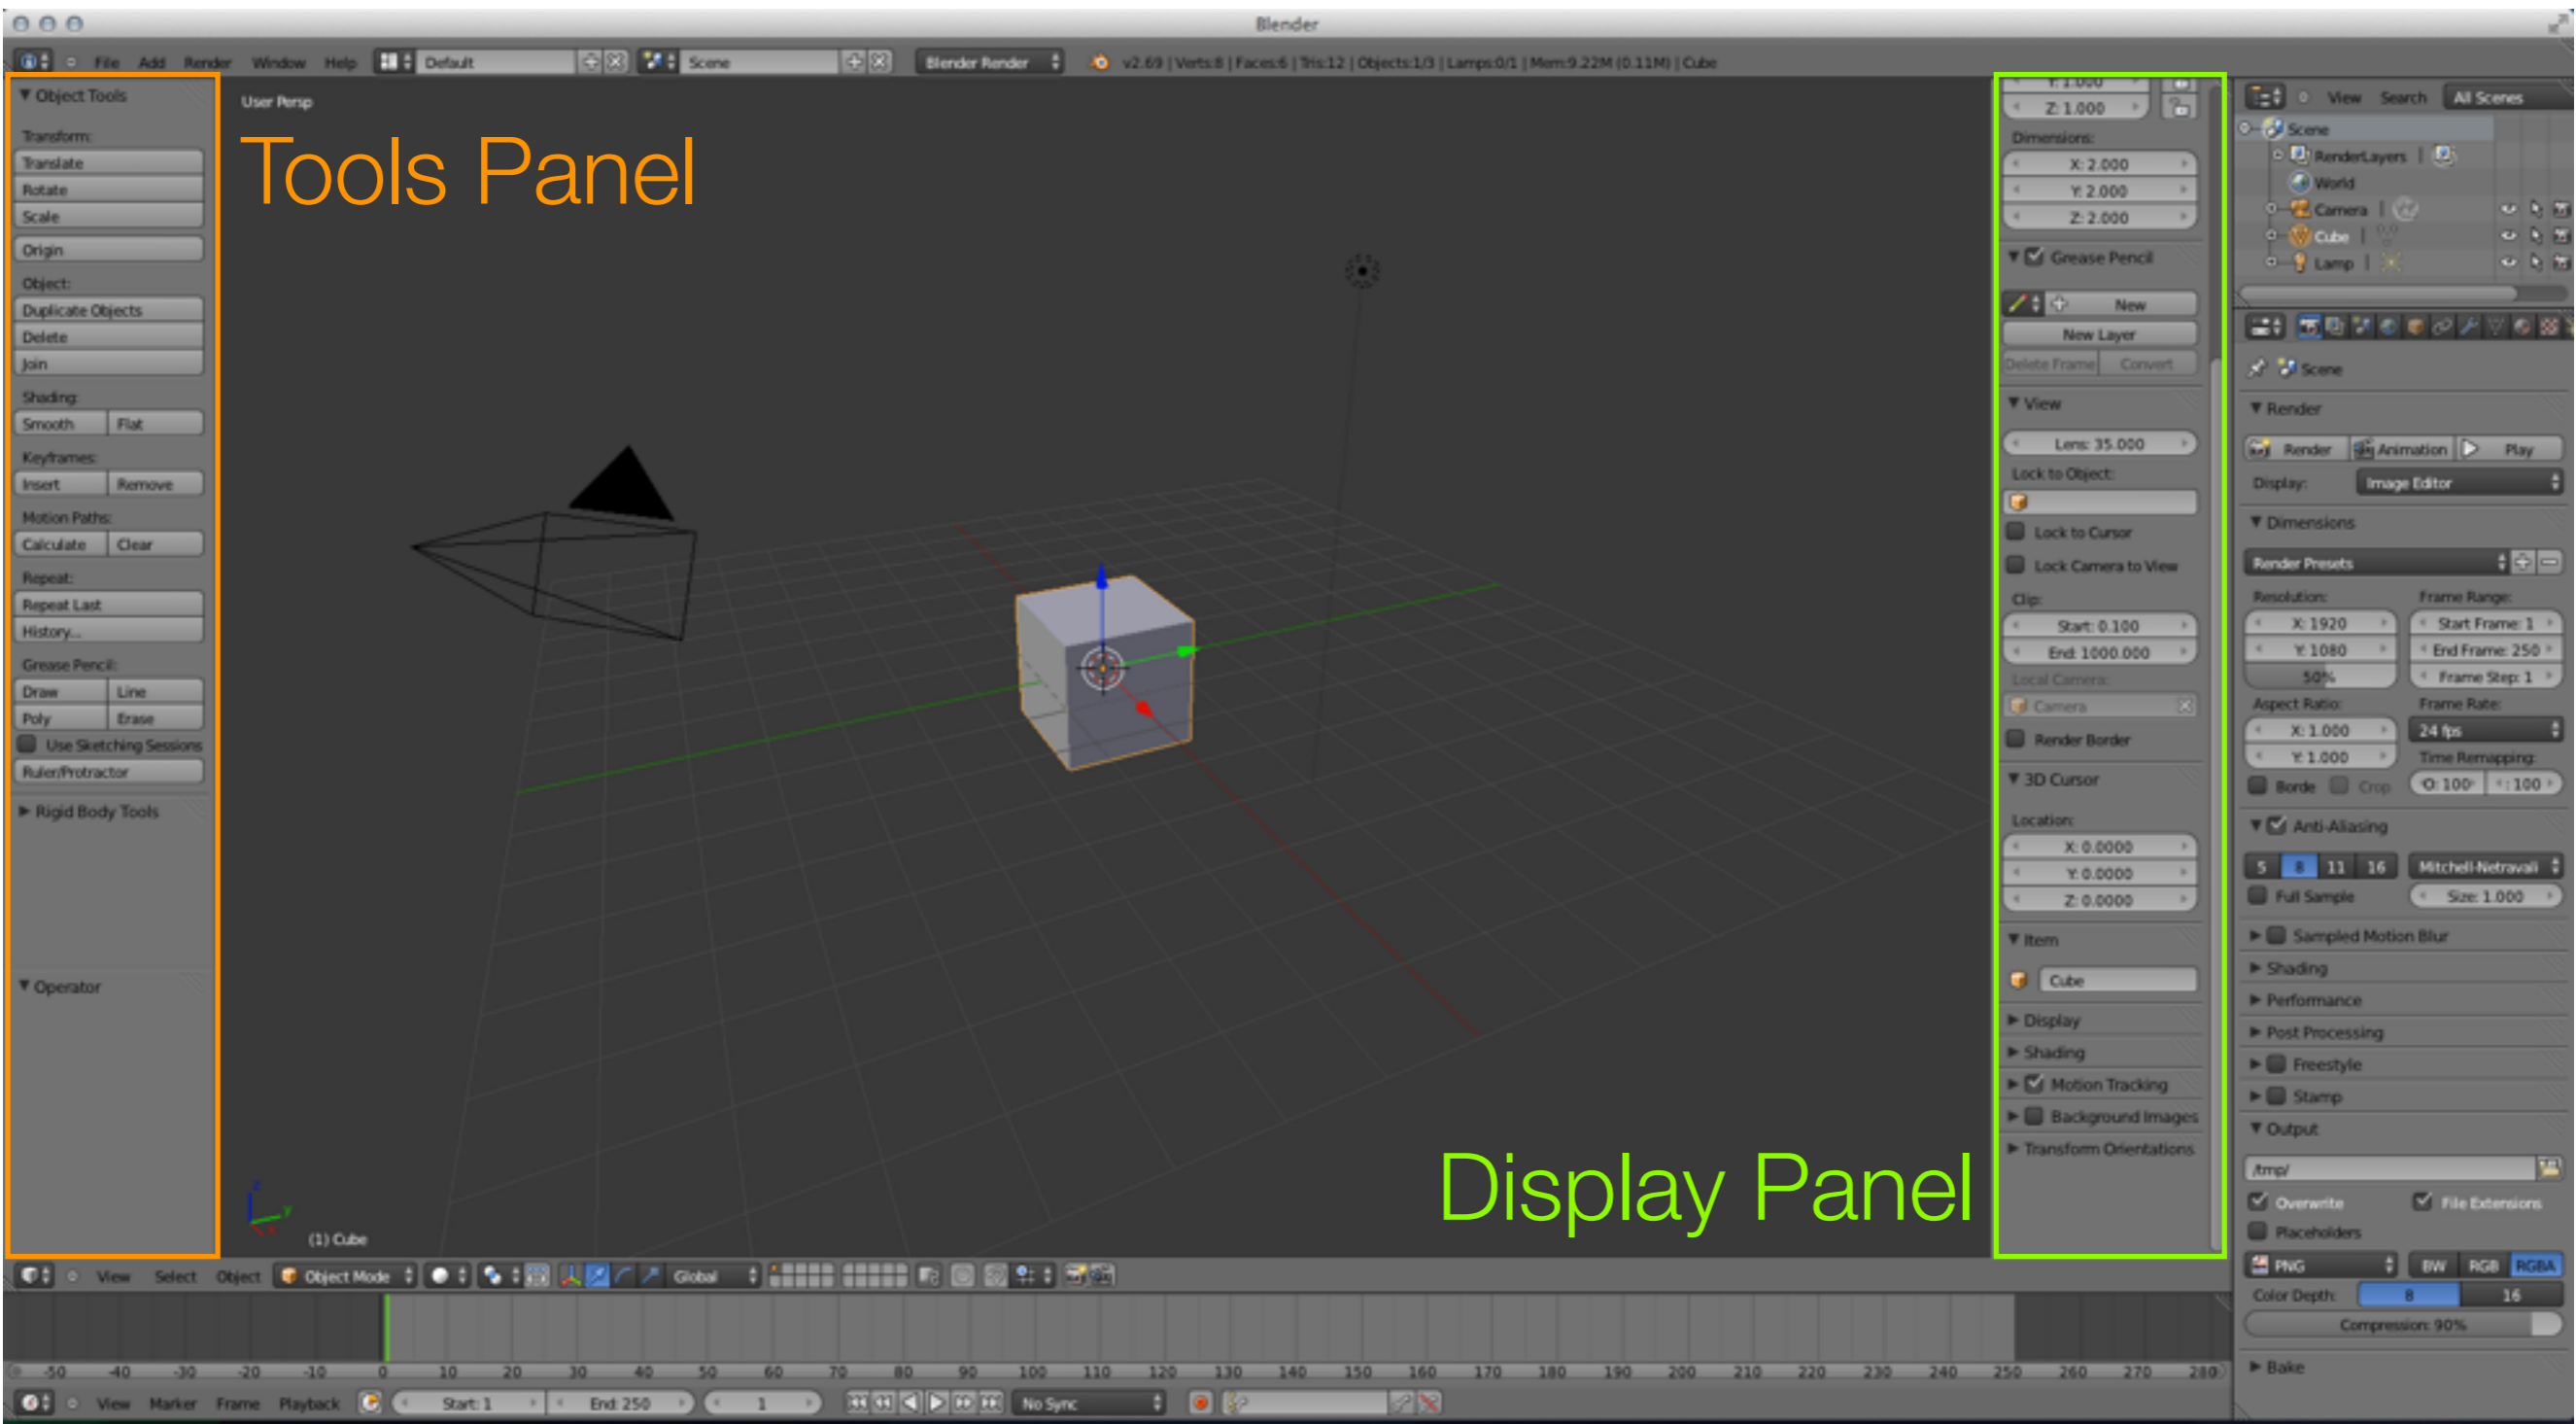 Blender
File Add Render Window Help Default Scene Blender Render v2.69 | Verts:8 | Faces:6 | Tris:12 | Objects:1/3 | Lamps:0/1 | Mem:9.22M (0.11M) | Cube
Object Tools
Transform:
Translate
Rotate
Scale
Origin
Object:
Duplicate Objects
Delete
Join
Shading:
Smooth Flat
Keyframes:
Insert Remove
Motion Paths:
Calculate Clear
Repeat:
Repeat Last
History...
Grease Pencil:
Draw Line
Poly Erase
Use Sketching Sessions
Ruler/Protractor
Rigid Body Tools
Operator
User Persp
Tools Panel
Display Panel
z
y
x
(1) Cube
Y: 1.000
Z: 1.000
Dimensions:
X: 2.000
Y: 2.000
Z: 2.000
Grease Pencil
New
New Layer
Delete Frame Convert
View
Lens: 35.000
Lock to Object:
Lock to Cursor
Lock Camera to View
Clip:
Start: 0.100
End: 1000.000
Local Camera:
Camera
Render Border
3D Cursor
Location:
X: 0.0000
Y: 0.0000
Z: 0.0000
Item
Cube
Display
Shading
Motion Tracking
Background Images
Transform Orientations
View Search All Scenes
Scene
RenderLayers |
World
Camera |
Cube |
Lamp |
Scene
Render
Render Animation Play
Display: Image Editor
Dimensions
Render Presets
Resolution: Frame Range:
X: 1920 Start Frame: 1
Y: 1080 End Frame: 250
50% Frame Step: 1
Aspect Ratio: Frame Rate:
X: 1.000 24 fps
Y: 1.000 Time Remapping:
Borde Crop O: 100 : 100
Anti-Aliasing
5 8 11 16 Mitchell-Netravali
Full Sample Size: 1.000
Sampled Motion Blur
Shading
Performance
Post Processing
Freestyle
Stamp
Output
/tmp/
Overwrite File Extensions
Placeholders
PNG BW RGB RGBA
Color Depth: 8 16
Compression: 90%
Bake
View Select Object Object Mode Global
-50 -40 -30 -20 -10 0 10 20 30 40 50 60 70 80 90 100 110 120 130 140 150 160 170 180 190 200 210 220 230 240 250 260 270 280
View Marker Frame Playback Start: 1 End: 250 1 No Sync